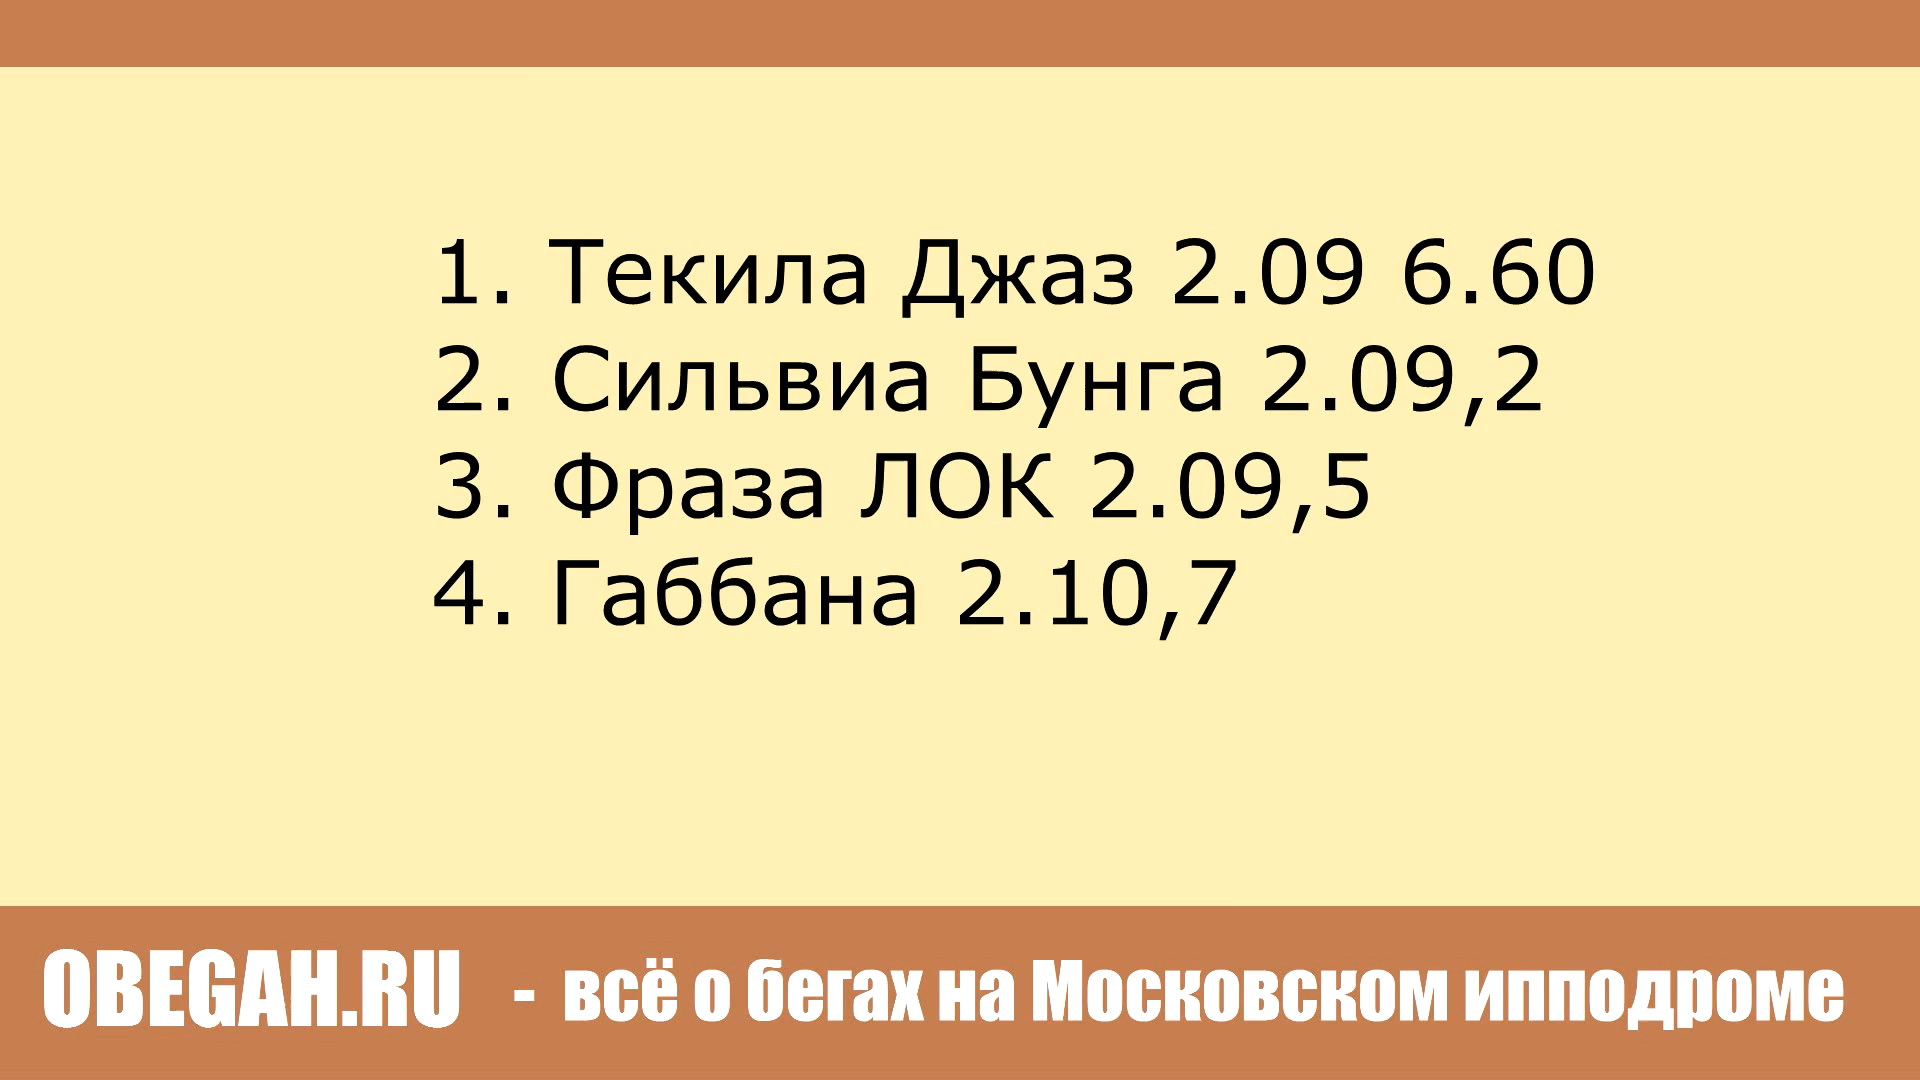 1. Текила Джаз 2.09 6.60
2. Сильвиа Бунга 2.09,2
3. Фраза ЛОК 2.09,5
4. Габбана 2.10,7
OBEGAH.RU - всё о бегах на Московском ипподроме